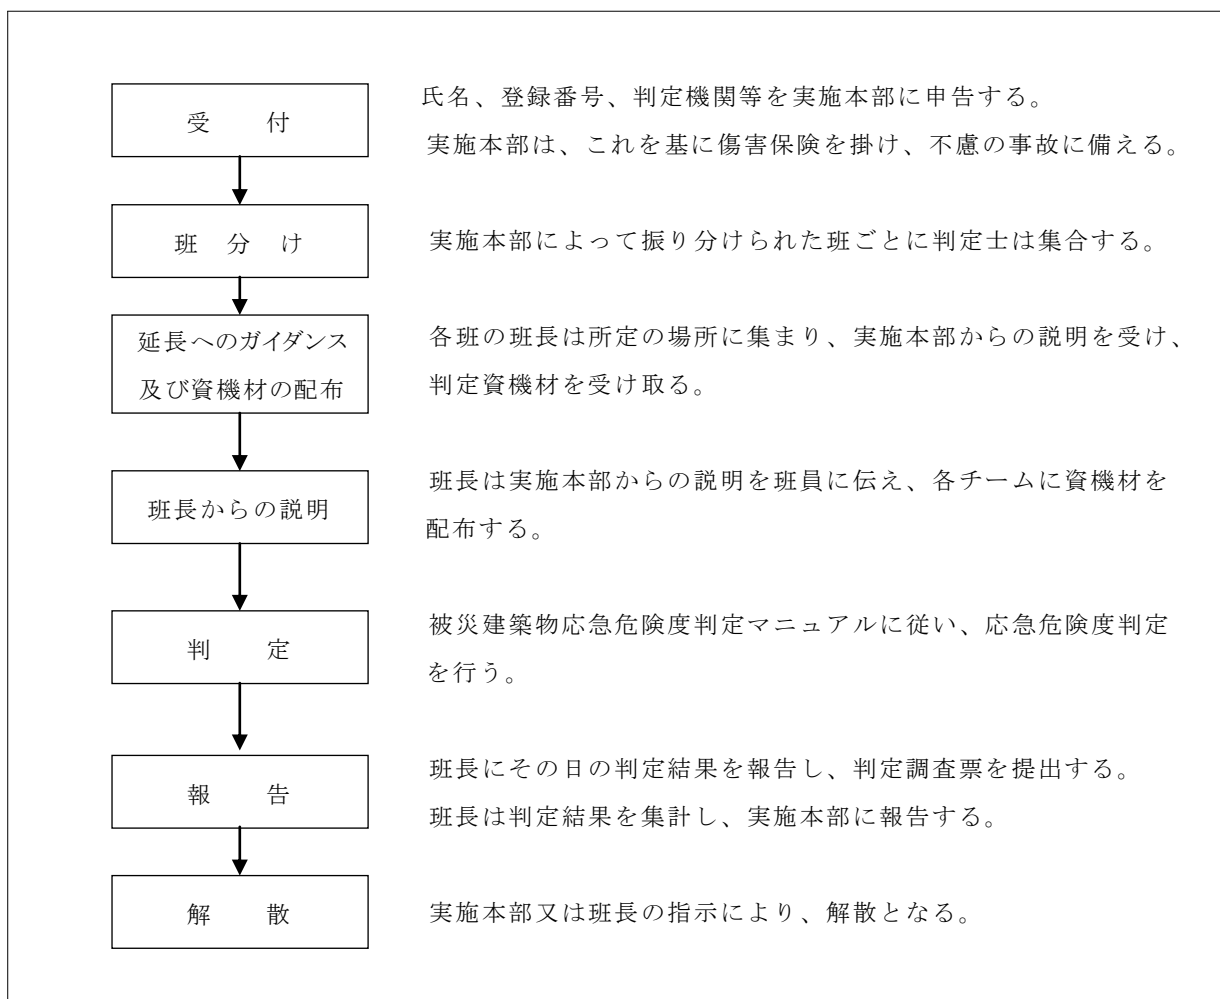 受　　付
氏名、登録番号、判定機関等を実施本部に申告する。
実施本部は、これを基に傷害保険を掛け、不慮の事故に備える。
班　分　け
実施本部によって振り分けられた班ごとに判定士は集合する。
延長へのガイダンス
及び資機材の配布
各班の班長は所定の場所に集まり、実施本部からの説明を受け、
判定資機材を受け取る。
班長からの説明
班長は実施本部からの説明を班員に伝え、各チームに資機材を
配布する。
判　　定
被災建築物応急危険度判定マニュアルに従い、応急危険度判定
を行う。
報　　告
班長にその日の判定結果を報告し、判定調査票を提出する。
班長は判定結果を集計し、実施本部に報告する。
解　　散
実施本部又は班長の指示により、解散となる。